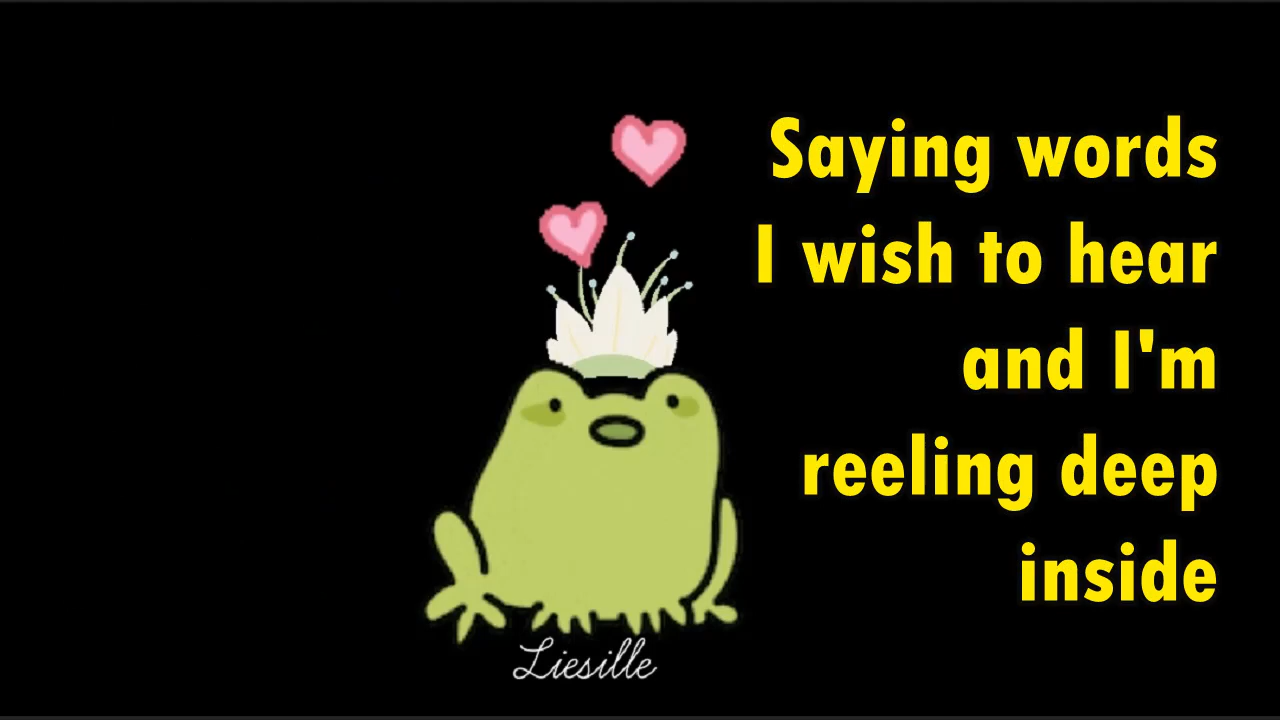 Saying words
I wish to hear
and I'm
reeling deep
inside
Liesille